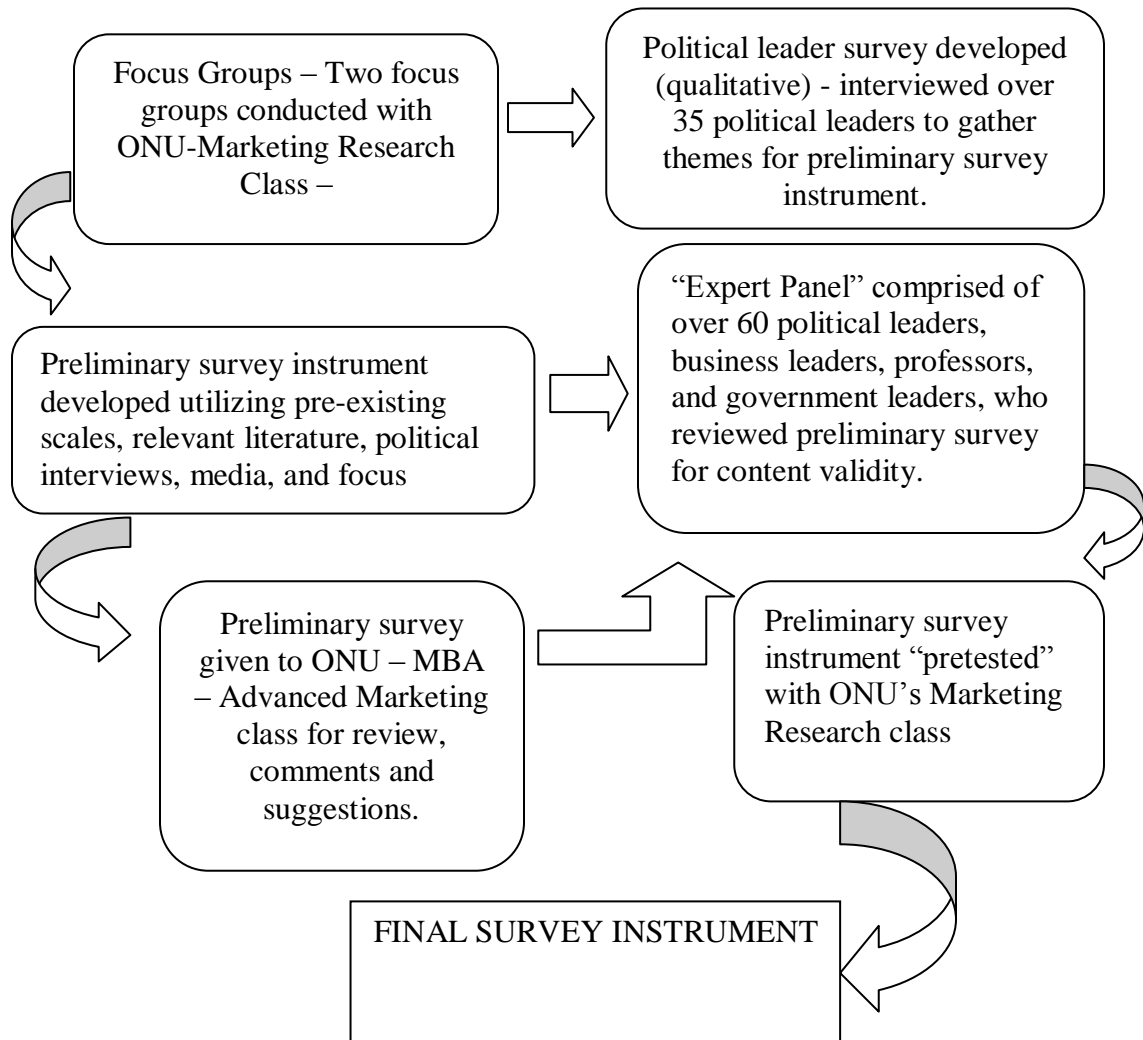 Focus Groups – Two focus
groups conducted with
ONU-Marketing Research
Class –
Political leader survey developed
(qualitative) - interviewed over
35 political leaders to gather
themes for preliminary survey
instrument.
Preliminary survey instrument
developed utilizing pre-existing
scales, relevant literature, political
interviews, media, and focus
“Expert Panel” comprised of
over 60 political leaders,
business leaders, professors,
and government leaders, who
reviewed preliminary survey
for content validity.
Preliminary survey
given to ONU – MBA
– Advanced Marketing
class for review,
comments and
suggestions.
Preliminary survey
instrument “pretested”
with ONU’s Marketing
Research class
FINAL SURVEY INSTRUMENT